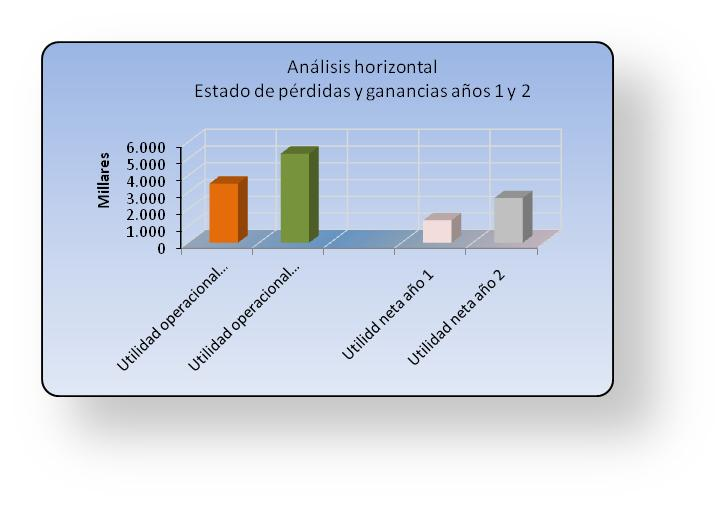 Análisis horizontal
Estado de pérdidas y ganancias años 1 y 2
Millares
6.000
5.000
4.000
3.000
2.000
1.000
0
Utilidad operacional...
Utilidad operacional...
Utilidd neta año 1
Utilidad neta año 2